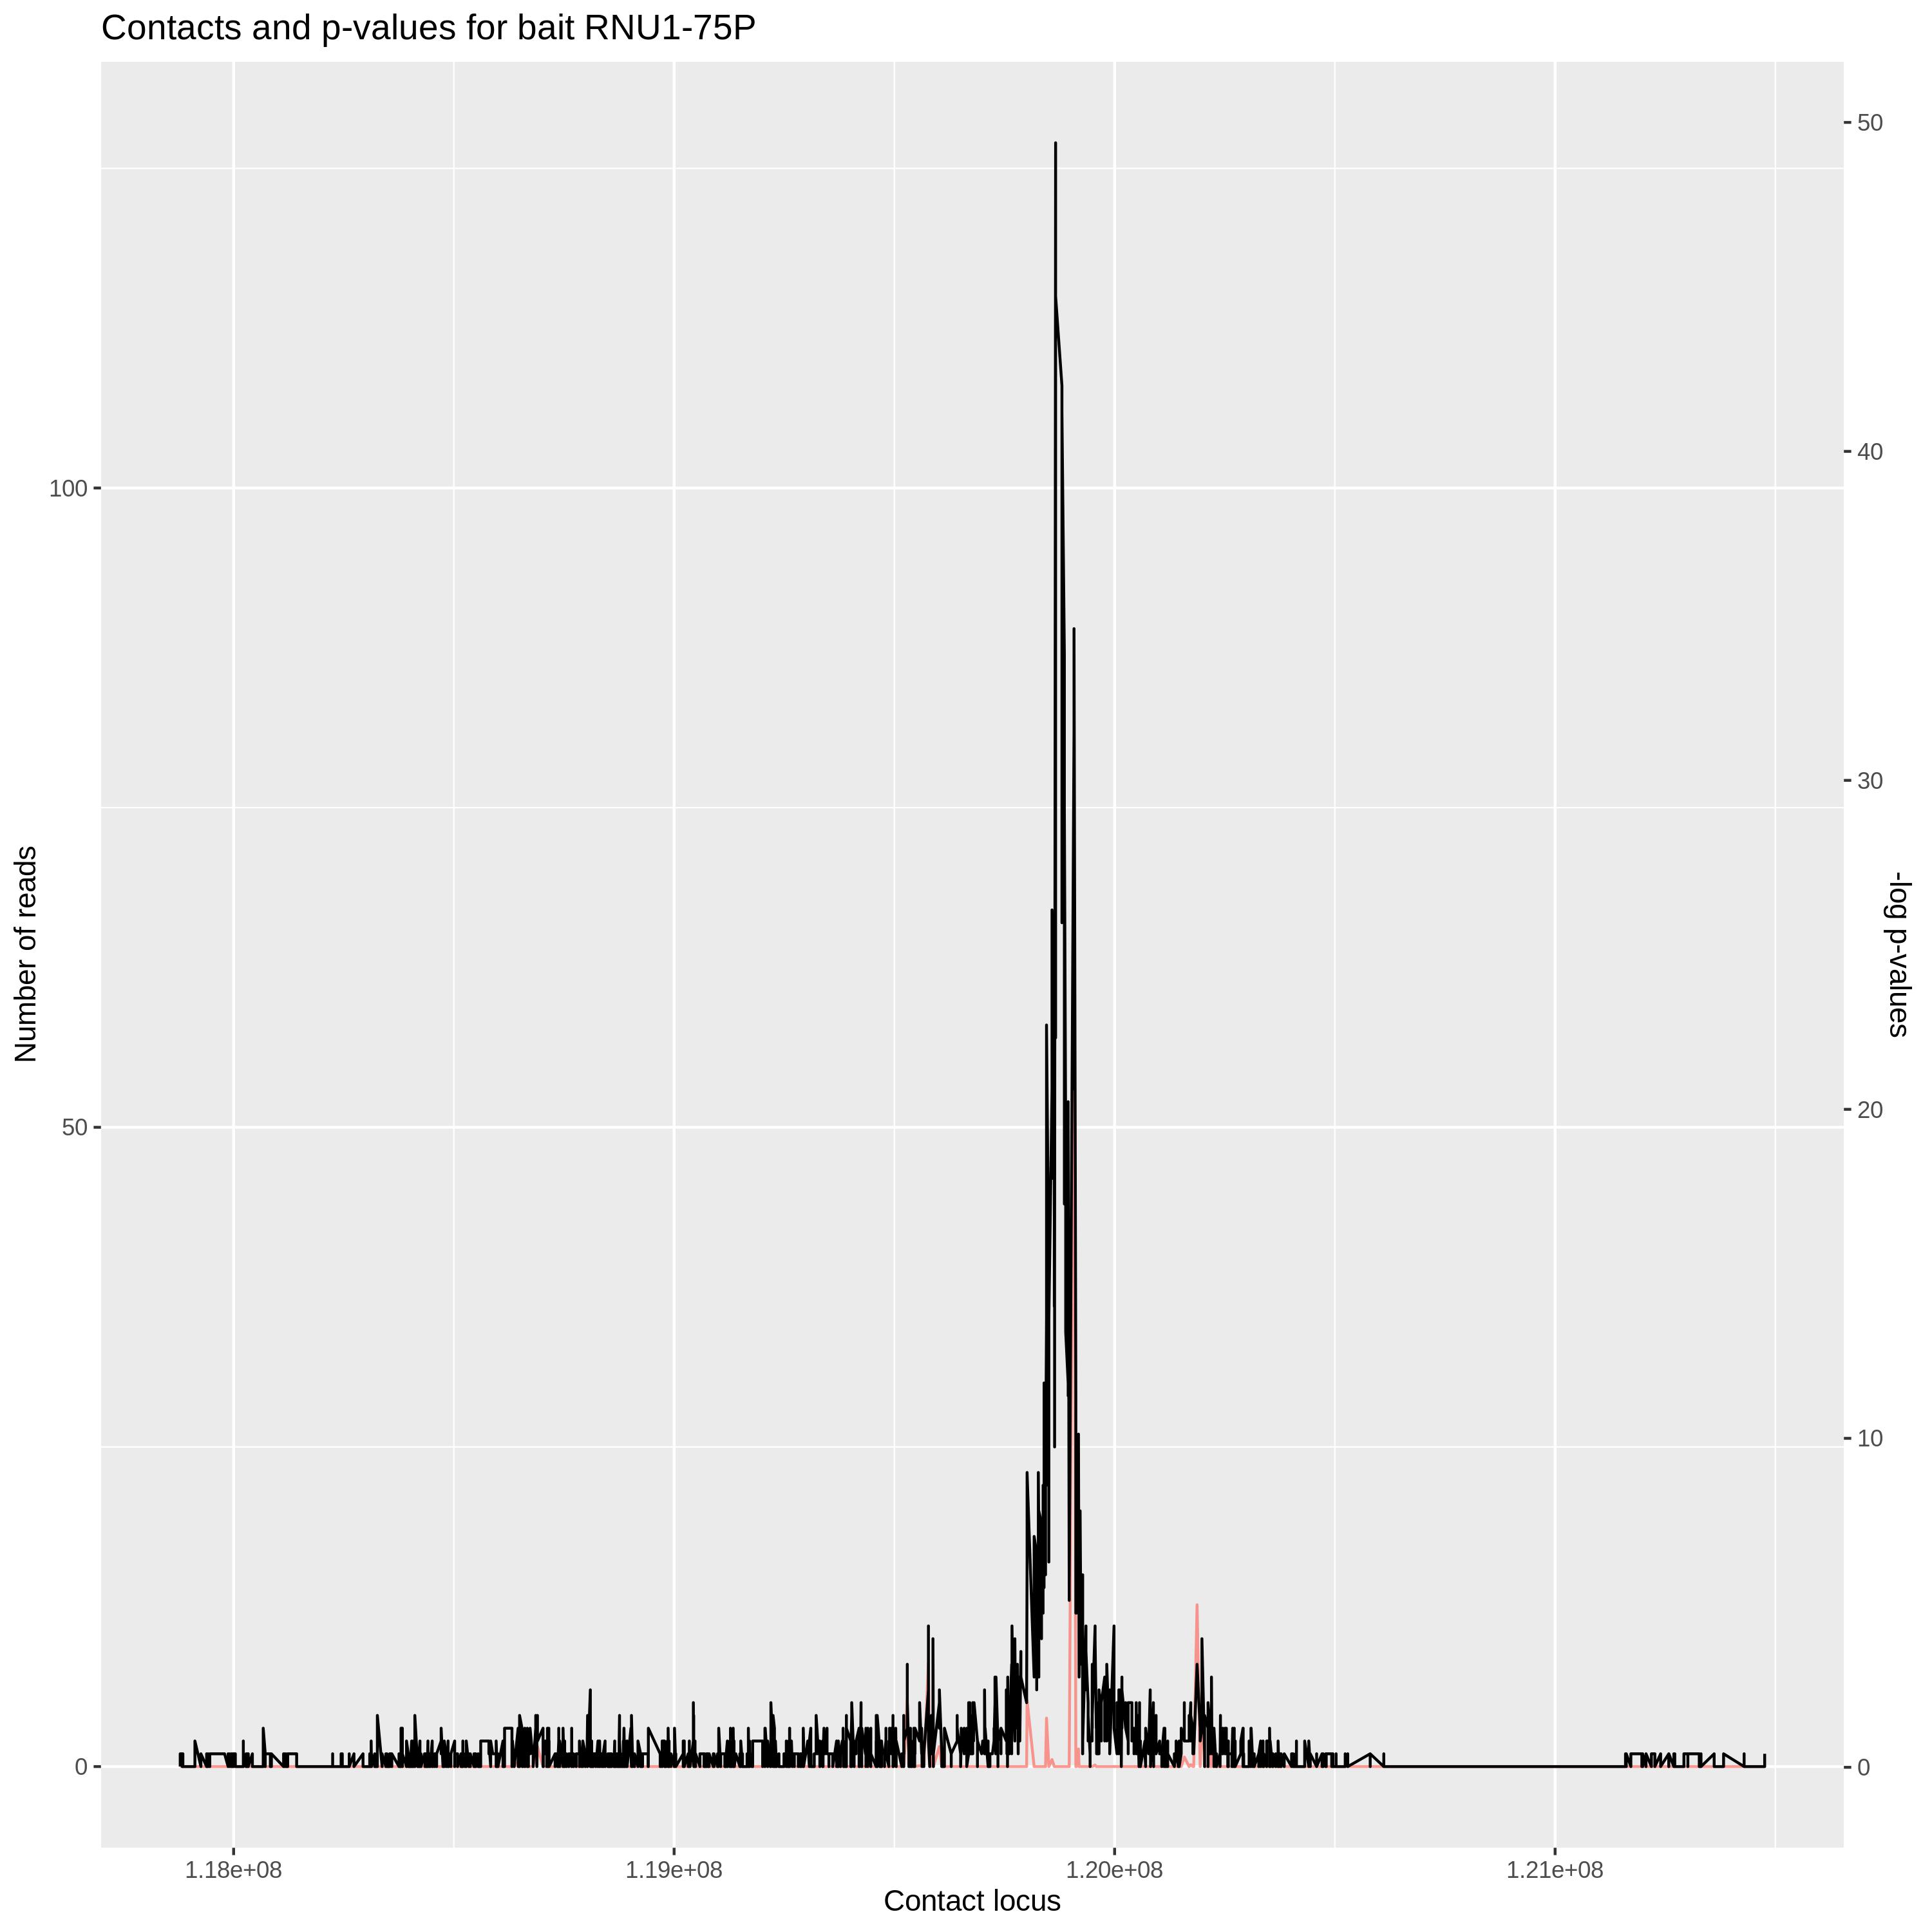 Contacts and p-values for bait RNU1-75P
Number of reads
100
50
0
50
40
30
20
10
0
-log p-values
1.18e+08
1.19e+08
1.20e+08
1.21e+08
Contact locus